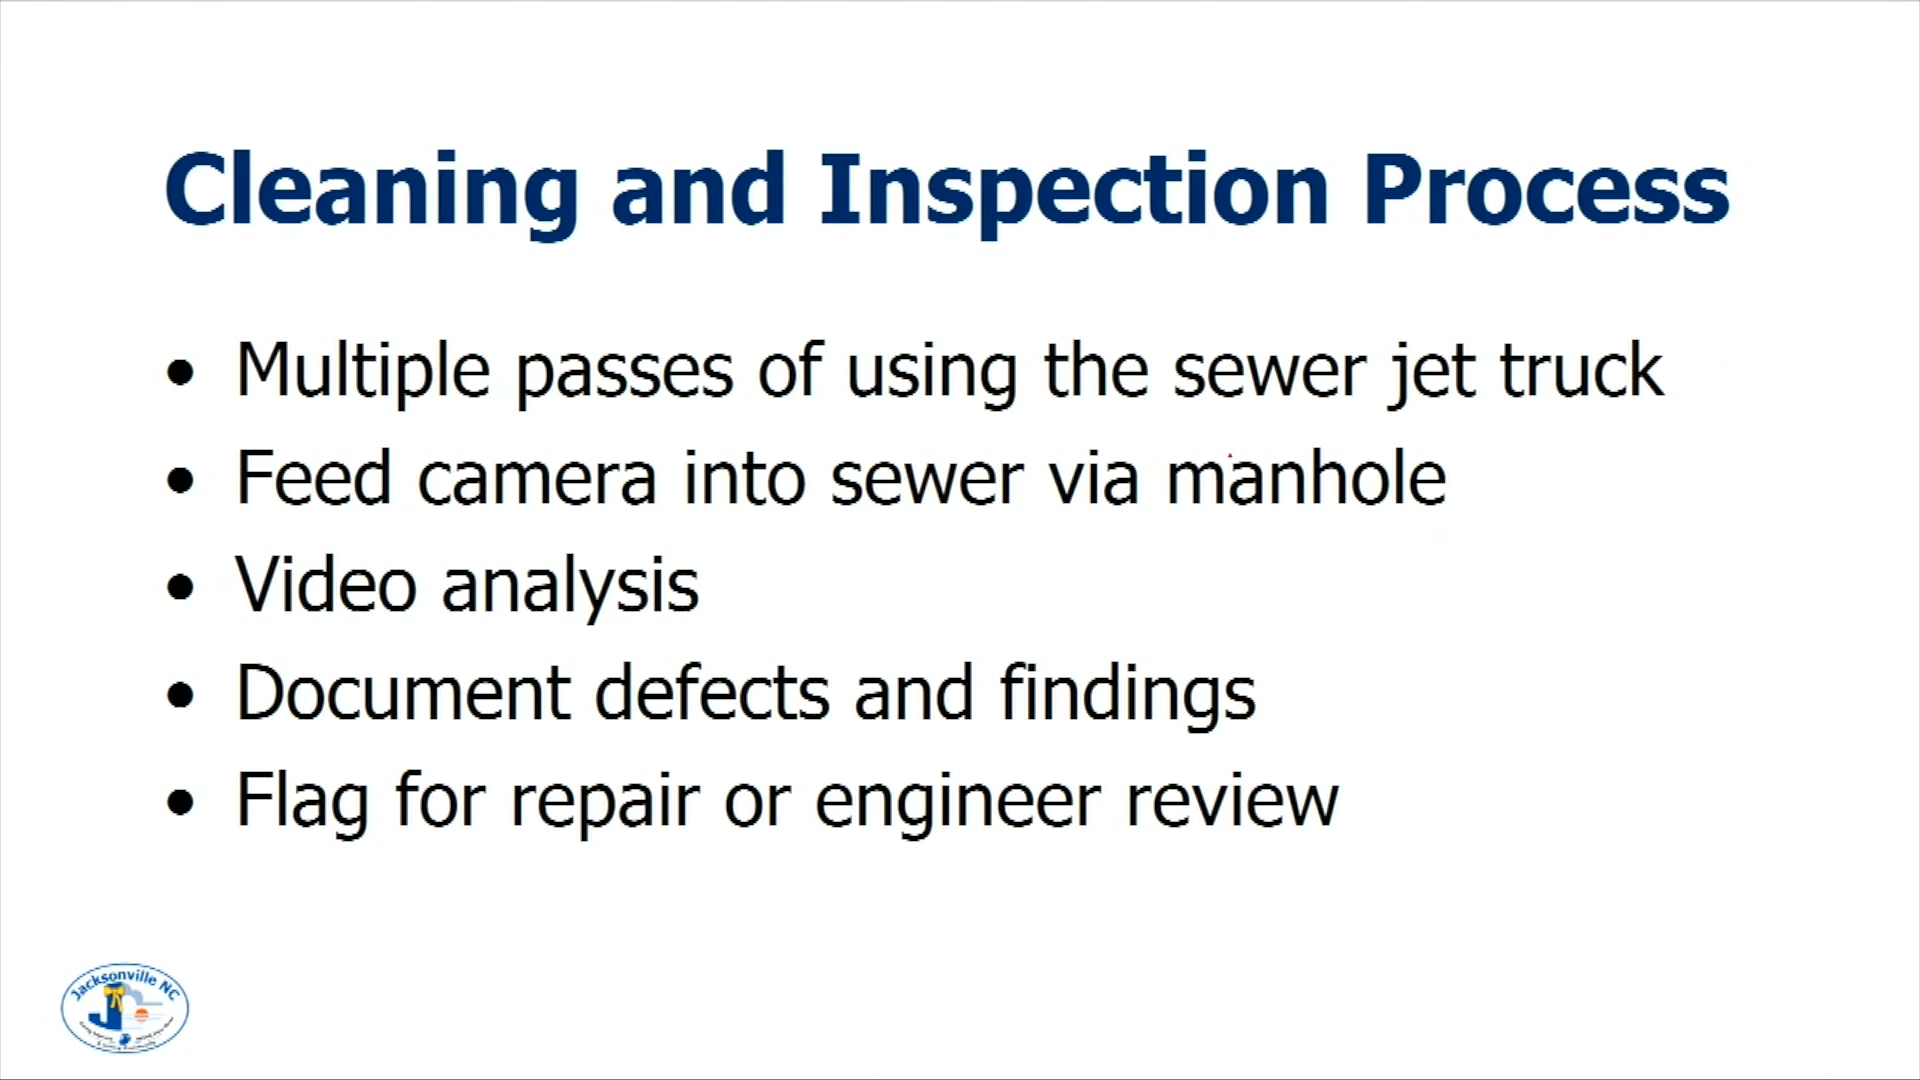 Cleaning and Inspection Process
• Multiple passes of using the sewer jet truck
• Feed camera into sewer via manhole
• Video analysis
• Document defects and findings
• Flag for repair or engineer review
Jacksonville NC